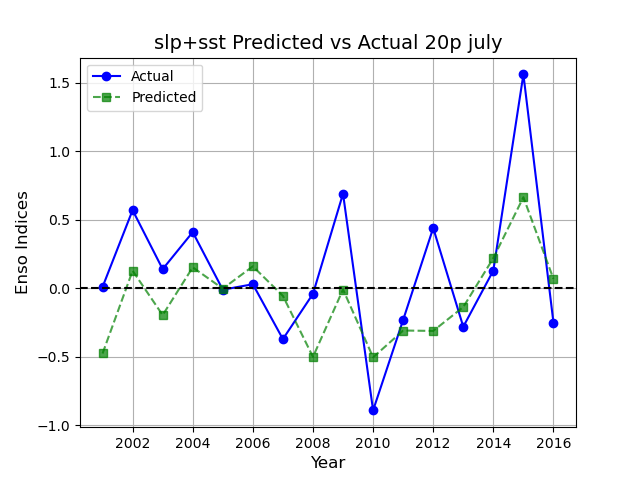 slp+sst Predicted vs Actual 20p july
Actual
Predicted
Enso Indices
1.5
1.0
0.5
0.0
−0.5
−1.0
2002 2004 2006 2008 2010 2012 2014 2016
Year